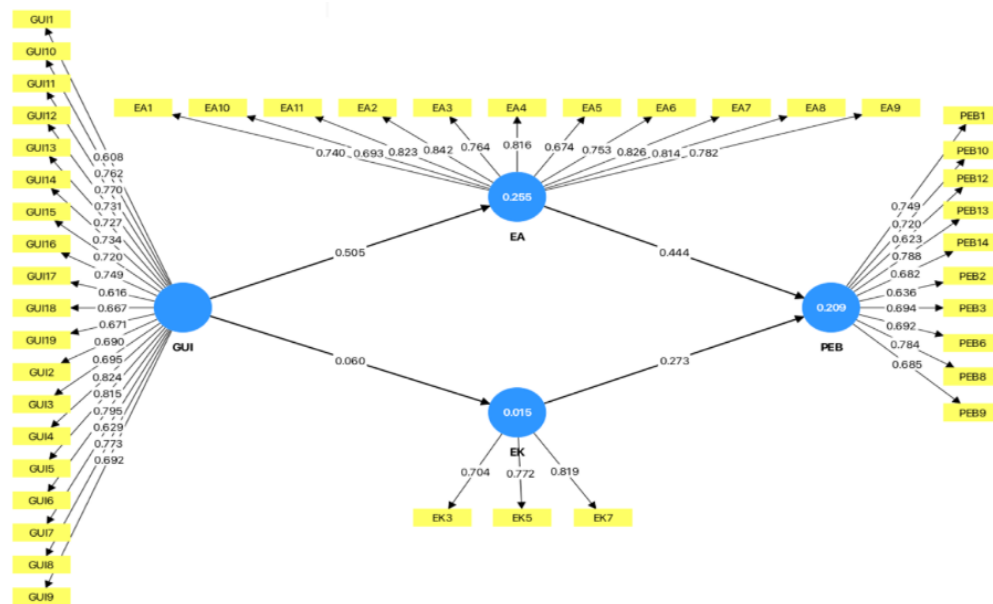 GUI1
GUI10
GUI11
GUI12
GUI13
GUI14
GUI15
GUI16
GUI17
GUI18
GUI19
GUI2
GUI3
GUI4
GUI5
GUI6
GUI7
GUI8
GUI9
0.608
0.762
0.770
0.731
0.727
0.734
0.720
0.749
0.616
0.667
0.671
0.690
0.695
0.824
0.815
0.795
0.629
0.773
0.692
GUI
EA1 EA10 EA11 EA2 EA3 EA4 EA5 EA6 EA7 EA8 EA9
0.740 0.693 0.823 0.842 0.764 0.816 0.674 0.753 0.826 0.814 0.782
0.255
EA
0.505
0.444
0.060
0.273
0.015
EK
0.704 0.772 0.819
EK3 EK5 EK7
0.209
PEB
0.749
0.720
0.623
0.788
0.682
0.636
0.694
0.692
0.784
0.685
PEB1
PEB10
PEB12
PEB13
PEB14
PEB2
PEB3
PEB6
PEB8
PEB9